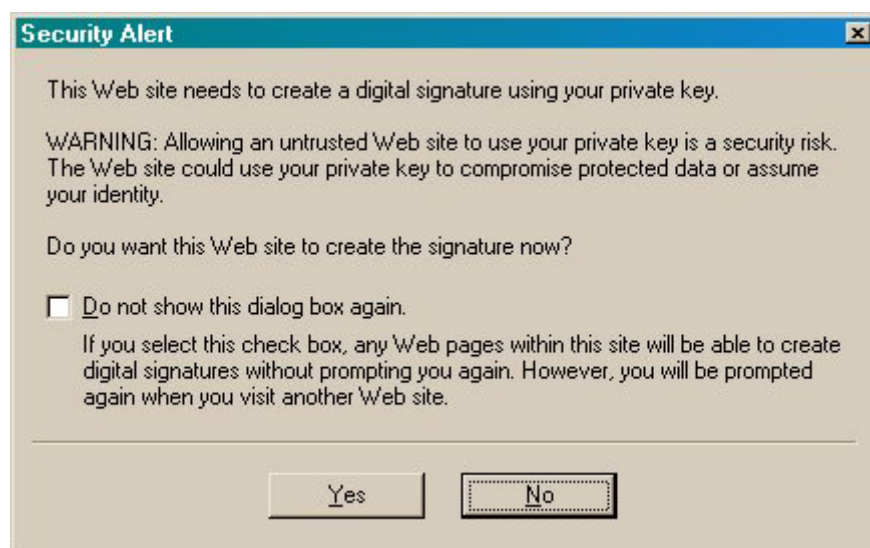 Security Alert
This Web site needs to create a digital signature using your private key.
WARNING: Allowing an untrusted Web site to use your private key is a security risk.
The Web site could use your private key to compromise protected data or assume
your identity.
Do you want this Web site to create the signature now?
Do not show this dialog box again.
If you select this check box, any Web pages within this site will be able to create
digital signatures without prompting you again. However, you will be prompted
again when you visit another Web site.
Yes No